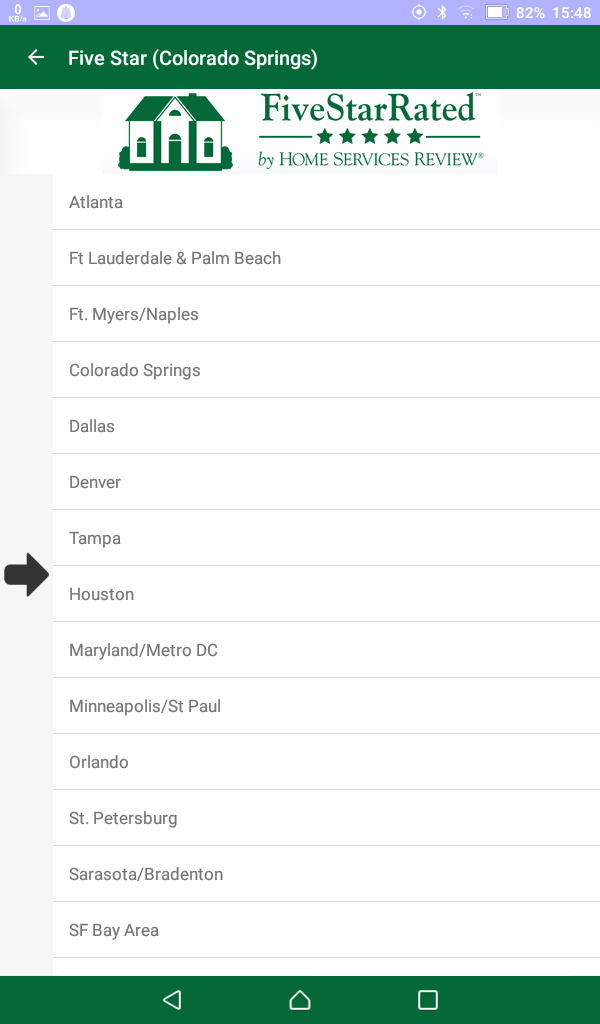 0
KB/s
82% 15:48
Five Star (Colorado Springs)
FiveStarRated™
by HOME SERVICES REVIEW®
Atlanta
Ft Lauderdale & Palm Beach
Ft. Myers/Naples
Colorado Springs
Dallas
Denver
Tampa
Houston
Maryland/Metro DC
Minneapolis/St Paul
Orlando
St. Petersburg
Sarasota/Bradenton
SF Bay Area